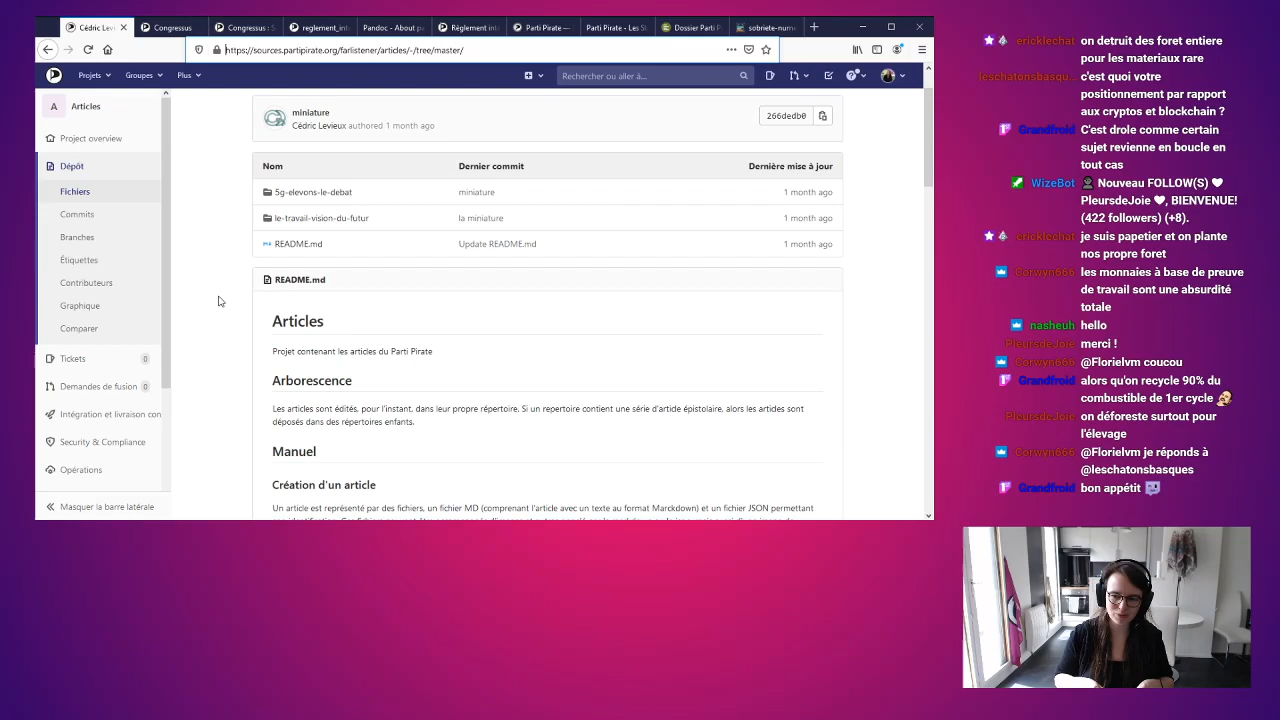 Cédric Levi
Congressus
Congressus : S
reglement_int
Pandoc - About pa
Règlement inté
Parti Pirate —
Parti Pirate - Les St
Dossier Parti P
sobriete-nume
https://sources.partipirate.org/farlistener/articles/-/tree/master/
Projets
Groupes
Plus
Rechercher ou aller à...
A Articles
Project overview
Dépôt
Fichiers
Commits
Branches
Étiquettes
Contributeurs
Graphique
Comparer
Tickets 0
Demandes de fusion 0
Intégration et livraison con
Security & Compliance
Opérations
Masquer la barre latérale
miniature
Cédric Levieux authored 1 month ago
266dedb0
Nom Dernier commit Dernière mise à jour
5g-elevons-le-debat miniature 1 month ago
le-travail-vision-du-futur la miniature 1 month ago
README.md Update README.md 1 month ago
README.md
Articles
Projet contenant les articles du Parti Pirate
Arborescence
Les articles sont édités, pour l'instant, dans leur propre répertoire. Si un repertoire contient une série d'article épistolaire, alors les articles sont
déposés dans des répertoires enfants.
Manuel
Création d'un article
Un article est représenté par des fichiers, un fichier MD (comprenant l'article avec un texte au format Markdown) et un fichier JSON permettant
ericklechat on detruit des foret entiere
pour les materiaux rare
leschatonsbasqu... c'est quoi votre
positionnement par rapport
aux cryptos et blockchain ?
Grandfroid C'est drole comme certain
sujet revienne en boucle en
tout cas
WizeBot Nouveau FOLLOW(S)
PleursdeJoie, BIENVENUE!
(422 followers) (+8).
ericklechat je suis papetier et on plante
nos propre foret
Corwyn666 les monnaies à base de preuve
de travail sont une absurdité
totale
nasheuh hello
PleursdeJoie merci !
Corwyn666 @Florielvm coucou
Grandfroid alors qu'on recycle 90% du
combustible de 1er cycle
PleursdeJoie on déforeste surtout pour
l'élevage
Corwyn666 @Florielvm je réponds à
@leschatonsbasques
Grandfroid bon appétit